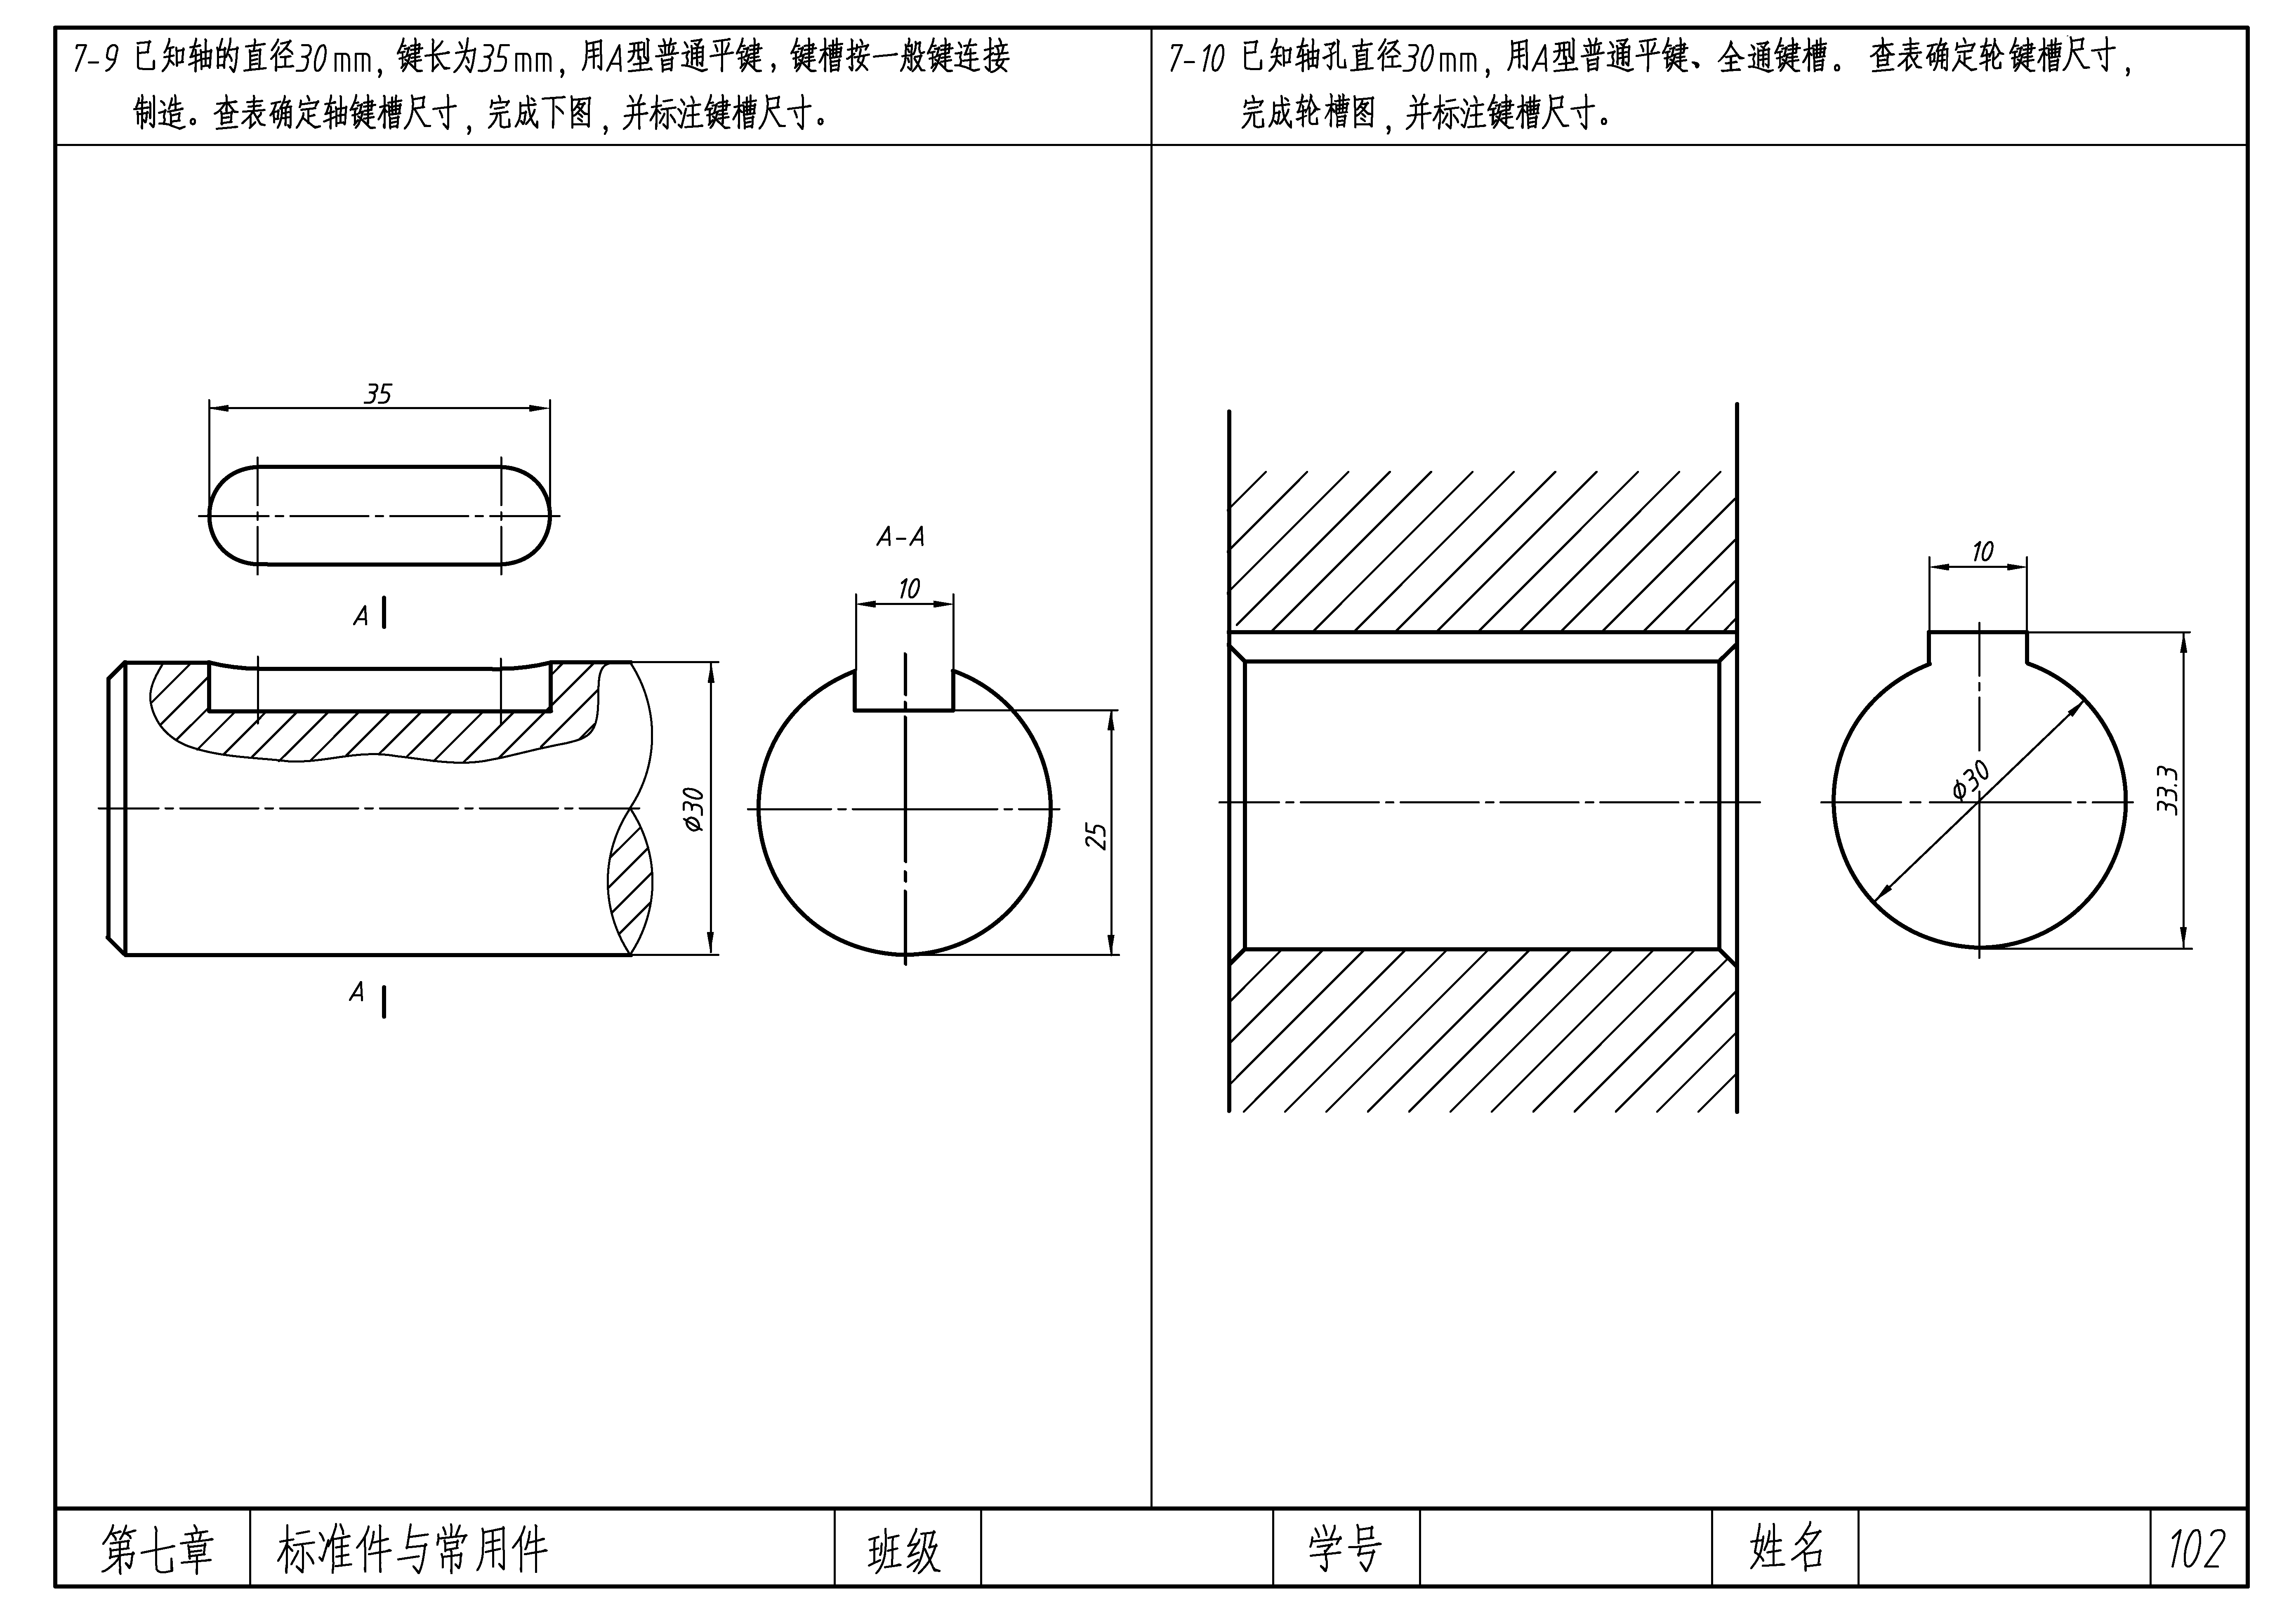 7-9 已知轴的直径30mm, 键长为35mm, 用A型普通平键, 键槽按一般键连接
制造。查表确定轴键槽尺寸, 完成下图, 并标注键槽尺寸。
35
A
A-A
10
φ30
25
A
7-10 已知轴孔直径30mm, 用A型普通平键、全通键槽。 查表确定轮键槽尺寸,
完成轮槽图, 并标注键槽尺寸。
10
φ30
33.3
第七章 标准件与常用件 班级 学号 姓名 102